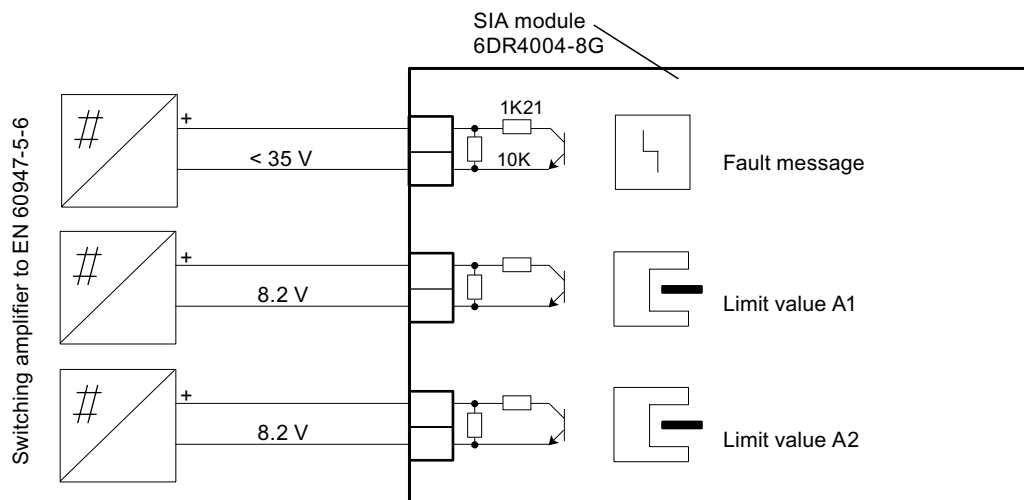 SIA module
6DR4004-8G
Switching amplifier to EN 60947-5-6
#
+
< 35 V
1K21
10K
Fault message
#
+
8.2 V
Limit value A1
#
+
8.2 V
Limit value A2